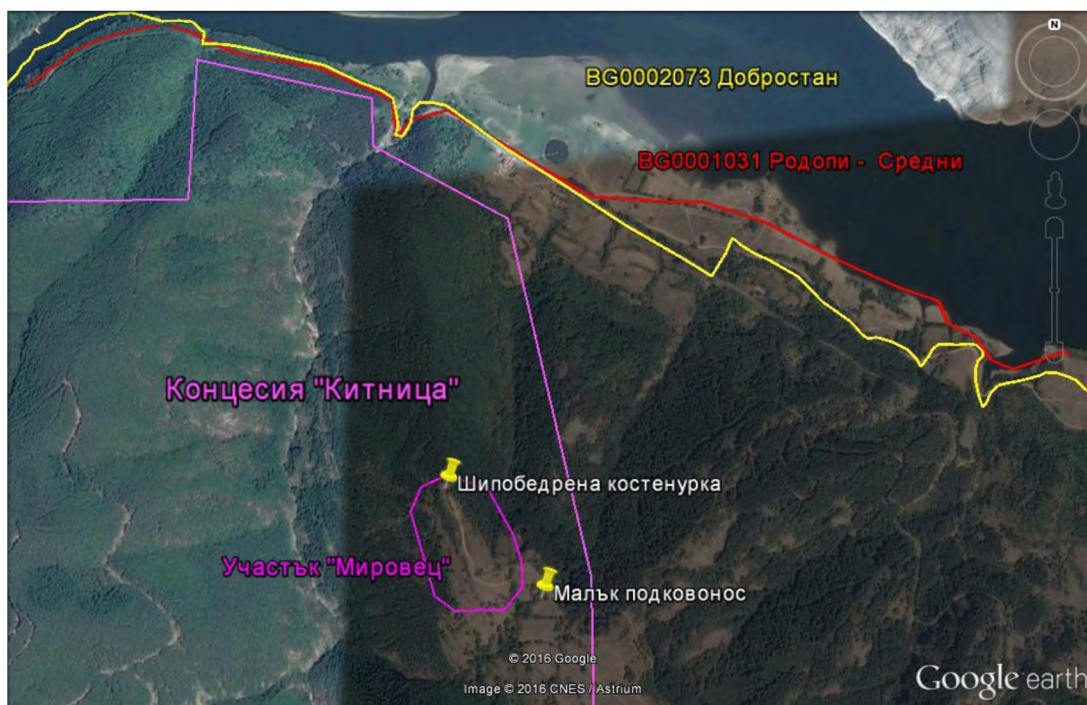 N
BG0002073 Добростан
BG0001031 Родопи - Средни
Концесия "Китница"
Шипобедрена костенурка
Участък "Мировец"
Малък подковонос
© 2016 Google
Image © 2016 CNES / Astrium
Google earth